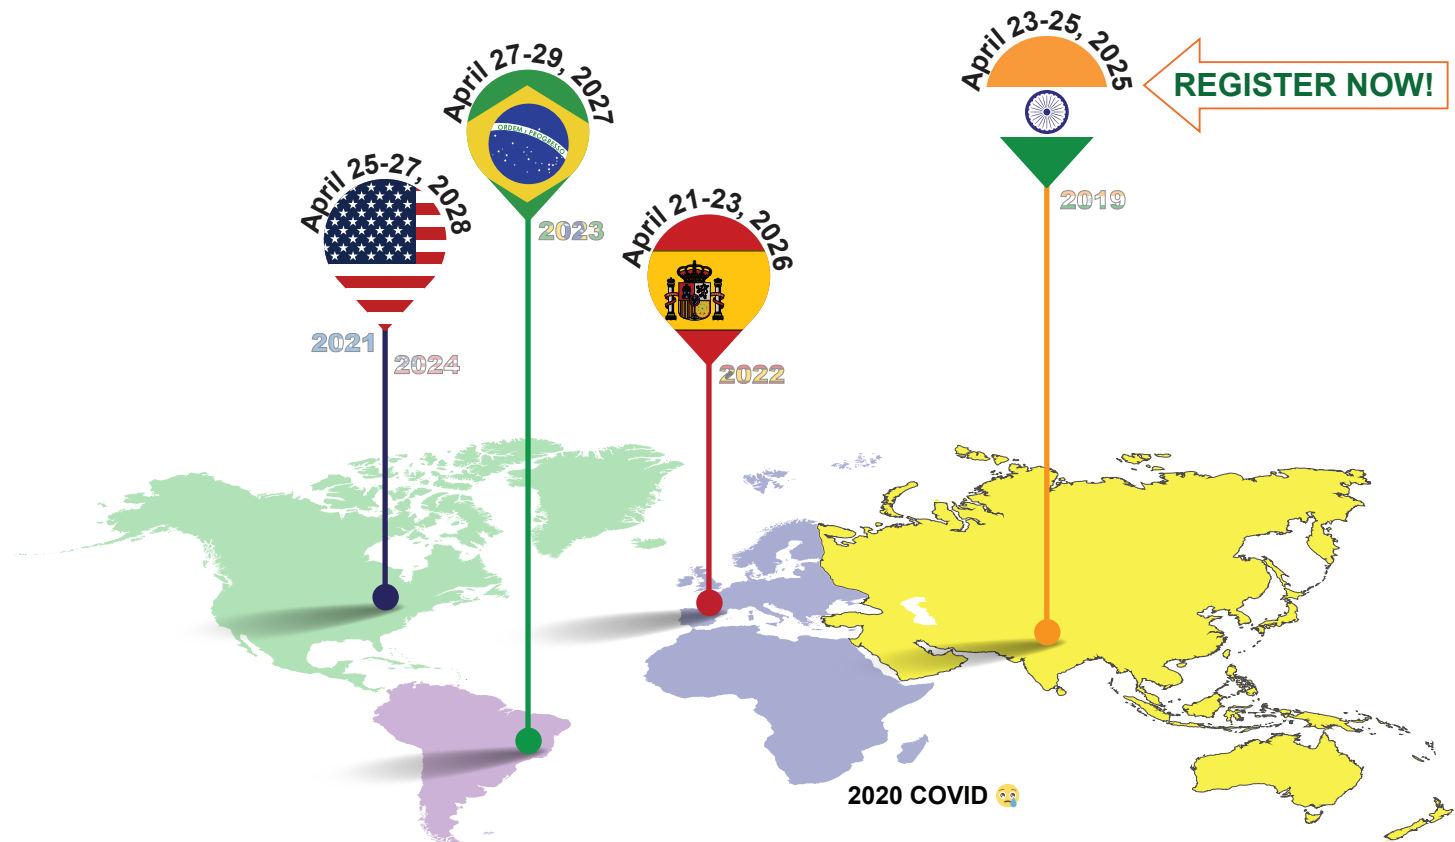 April 23-25, 2025
REGISTER NOW!
April 27-29, 2027
ORDEM E PROGRESSO
April 25-27, 2028
April 21-23, 2026
2019
2023
2021
2024
2022
2020 COVID 😢